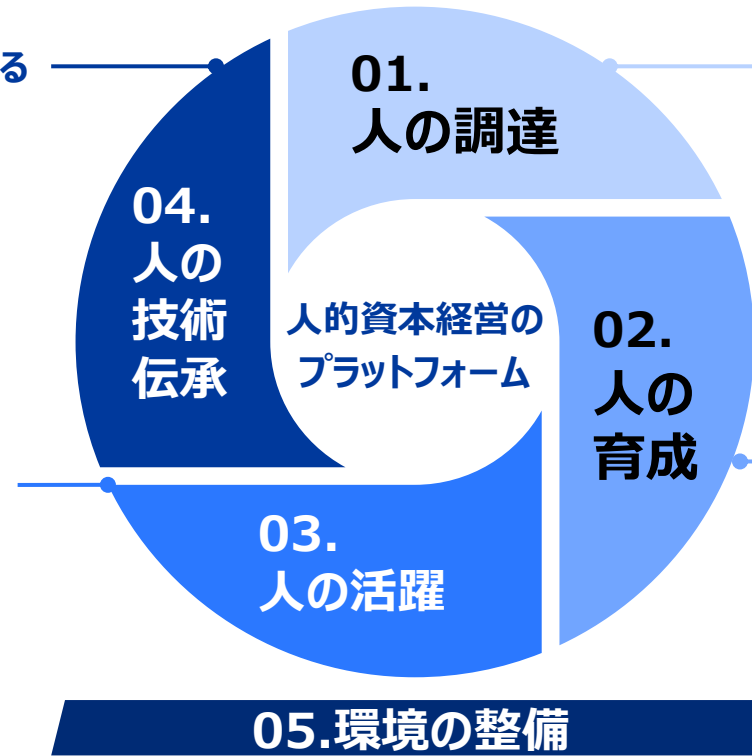 る
01.
人の調達
04.
人の
技術
伝承
人的資本経営の
プラットフォーム
02.
人の
育成
03.
人の活躍
05.環境の整備